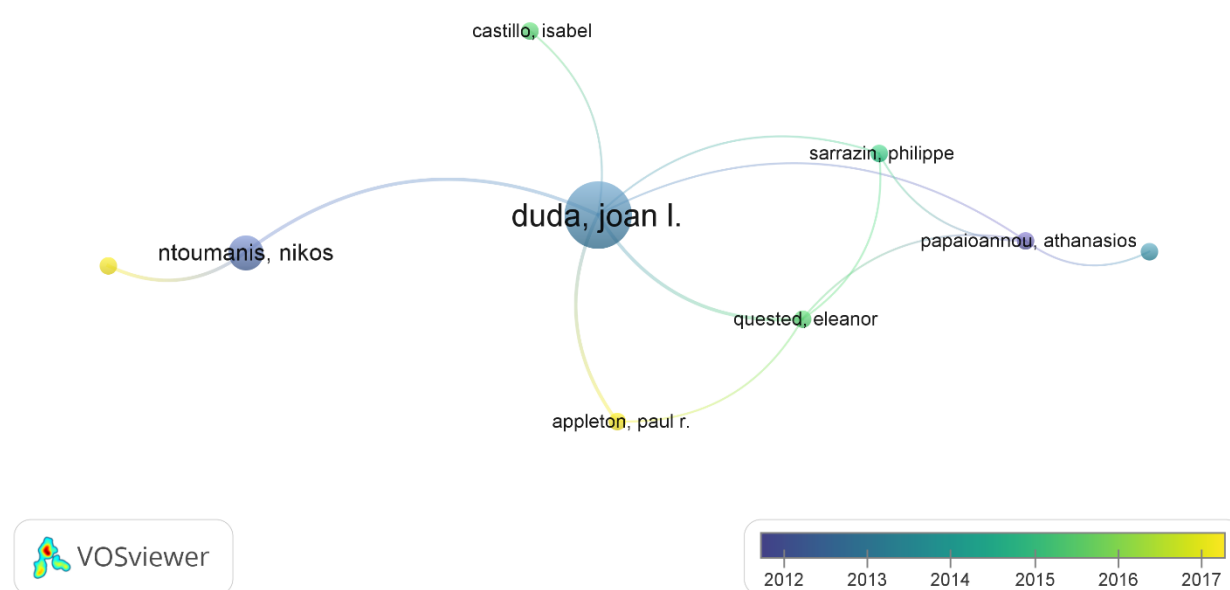 castillo, isabel
sarrazin, philippe
duda, joan l.
papaioannou, athanasios
ntoumanis, nikos
quested, eleanor
appleton, paul r.
VOSviewer
2012 2013 2014 2015 2016 2017